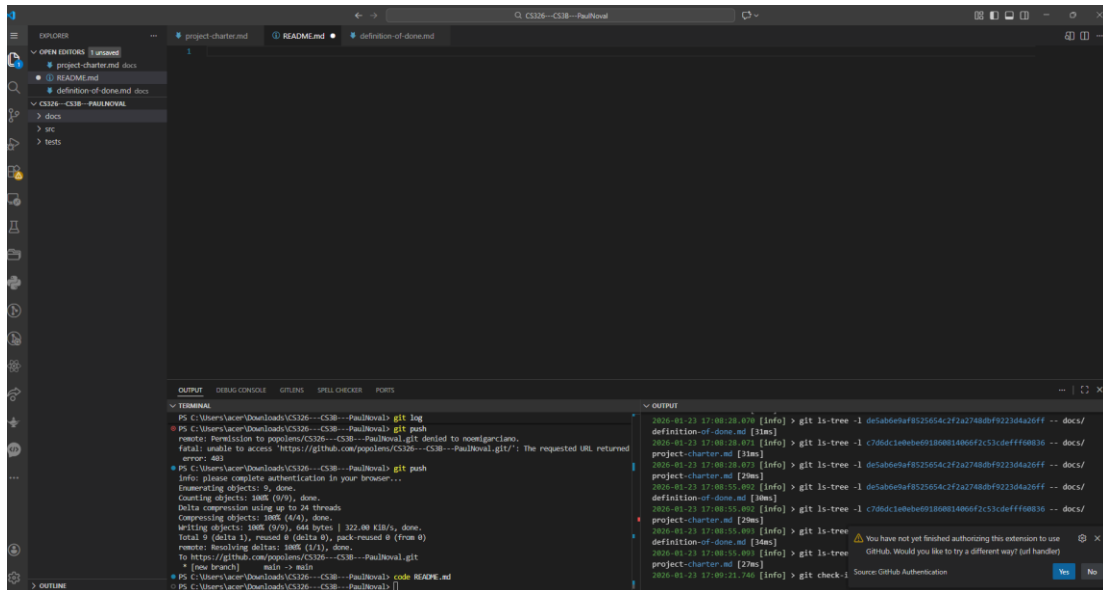 CS326---CS3B---PaulNoval
EXPLORER
OPEN EDITORS 1 unsaved
project-charter.md docs
README.md
definition-of-done.md docs
CS326---CS3B---PAULNOVAL
docs
src
tests
OUTLINE
project-charter.md README.md definition-of-done.md
1
OUTPUT DEBUG CONSOLE GITLENS SPELL CHECKER PORTS
TERMINAL
PS C:\Users\acer\Downloads\CS326---CS3B---PaulNoval> git log
PS C:\Users\acer\Downloads\CS326---CS3B---PaulNoval> git push
remote: Permission to popolens/CS326---CS3B---PaulNoval.git denied to noemigarciano.
fatal: unable to access 'https://github.com/popolens/CS326---CS3B---PaulNoval.git/': The requested URL returned
error: 403
PS C:\Users\acer\Downloads\CS326---CS3B---PaulNoval> git push
info: please complete authentication in your browser...
Enumerating objects: 9, done.
Counting objects: 100% (9/9), done.
Delta compression using up to 24 threads
Compressing objects: 100% (4/4), done.
Writing objects: 100% (9/9), 644 bytes | 322.00 KiB/s, done.
Total 9 (delta 1), reused 0 (delta 0), pack-reused 0 (from 0)
remote: Resolving deltas: 100% (1/1), done.
To https://github.com/popolens/CS326---CS3B---PaulNoval.git
* [new branch] main -> main
PS C:\Users\acer\Downloads\CS326---CS3B---PaulNoval> code README.md
PS C:\Users\acer\Downloads\CS326---CS3B---PaulNoval>
OUTPUT
2026-01-23 17:08:28.070 [info] > git ls-tree -l de5ab6e9af8525654c2f2a2748dbf9223d4a26ff -- docs/
definition-of-done.md [31ms]
2026-01-23 17:08:28.071 [info] > git ls-tree -l c7d6dc1e0ebe691860814066f2c53cdefff60836 -- docs/
project-charter.md [31ms]
2026-01-23 17:08:28.073 [info] > git ls-tree -l de5ab6e9af8525654c2f2a2748dbf9223d4a26ff -- docs/
project-charter.md [29ms]
2026-01-23 17:08:55.092 [info] > git ls-tree -l de5ab6e9af8525654c2f2a2748dbf9223d4a26ff -- docs/
definition-of-done.md [30ms]
2026-01-23 17:08:55.092 [info] > git ls-tree -l c7d6dc1e0ebe691860814066f2c53cdefff60836 -- docs/
project-charter.md [29ms]
2026-01-23 17:08:55.093 [info] > git ls-tree
definition-of-done.md [34ms]
2026-01-23 17:08:55.093 [info] > git ls-tree
project-charter.md [27ms]
2026-01-23 17:09:21.746 [info] > git check-i
You have not yet finished authorizing this extension to use
GitHub. Would you like to try a different way? (url handler)
Source: GitHub Authentication
Yes No